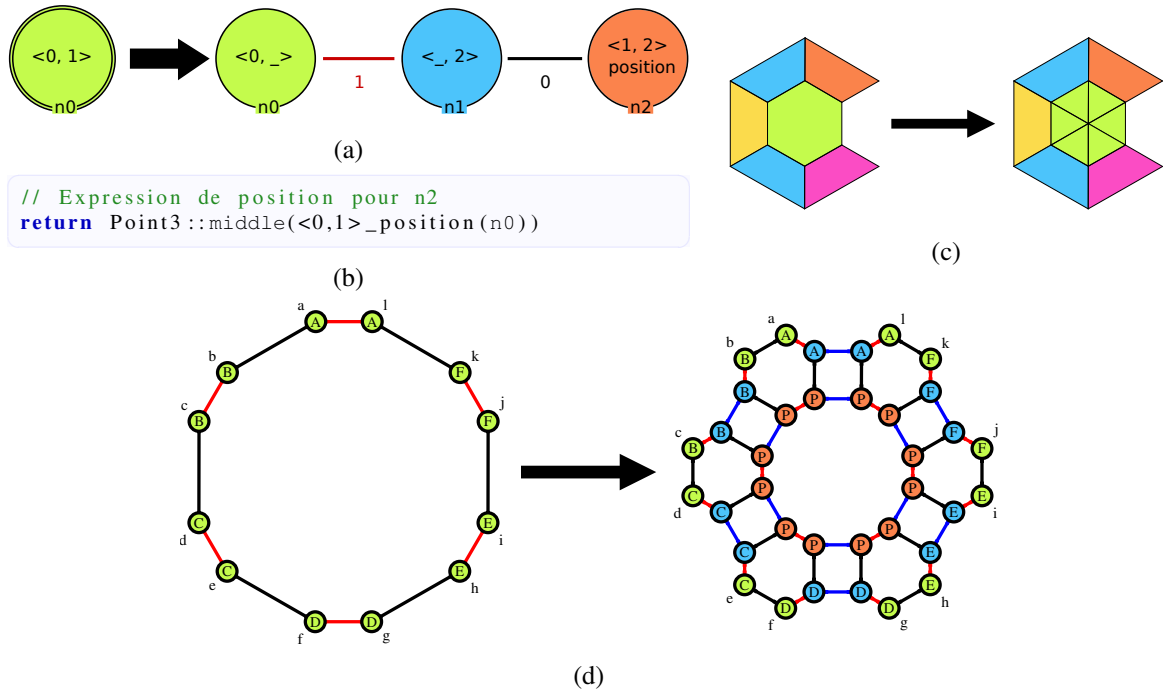 <0, 1>
n0
<0, _>
n0
1
<_, 2>
n1
0
<1, 2>
position
n2
(a)
// Expression de position pour n2
return Point3::middle(<0,1>_position(n0))
(b)
(c)
a l
A A
b k
B F
c j
B F
C E
d i
C E
e h
D D
f g
a l
A A
b k
A A
B F
B F
P P P P
c j
B F
B F
P P
P P
C E
d i
C E
P P P P
C E
e h
C E
D D
D D
f g
(d)